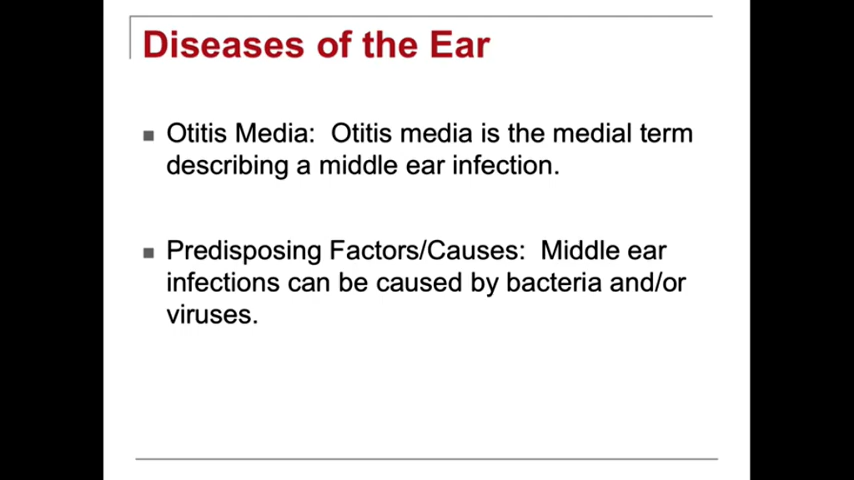 Diseases of the Ear
Otitis Media:  Otitis media is the medial term
describing a middle ear infection.
Predisposing Factors/Causes:  Middle ear
infections can be caused by bacteria and/or
viruses.